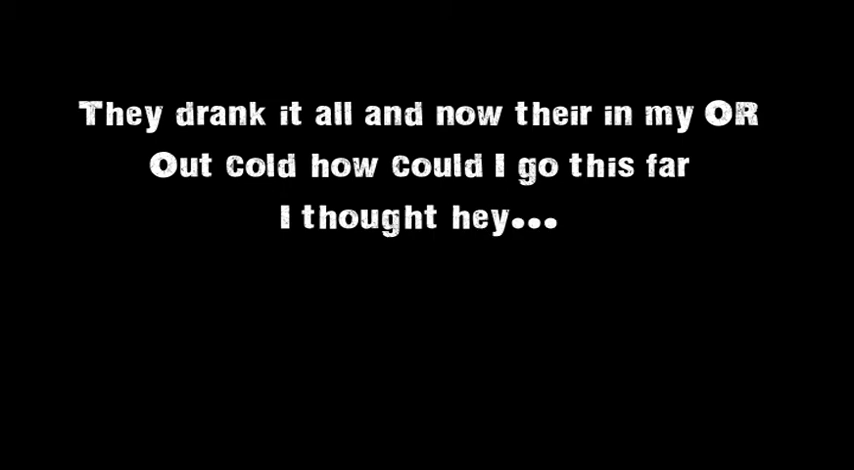 They drank it all and now their in my OR
Out cold how could I go this far
I thought hey...